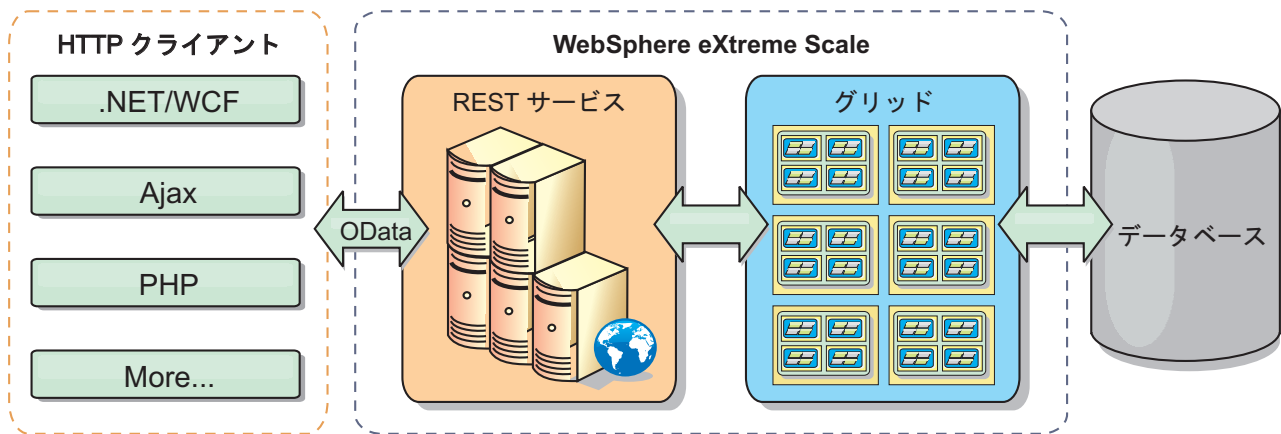 HTTP クライアント
.NET/WCF
Ajax
PHP
More...
OData
WebSphere eXtreme Scale
REST サービス
グリッド
データベース